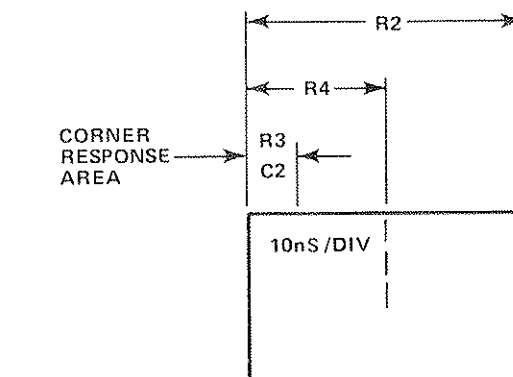 R2
R4
CORNER
RESPONSE
AREA
R3
C2
10nS/DIV